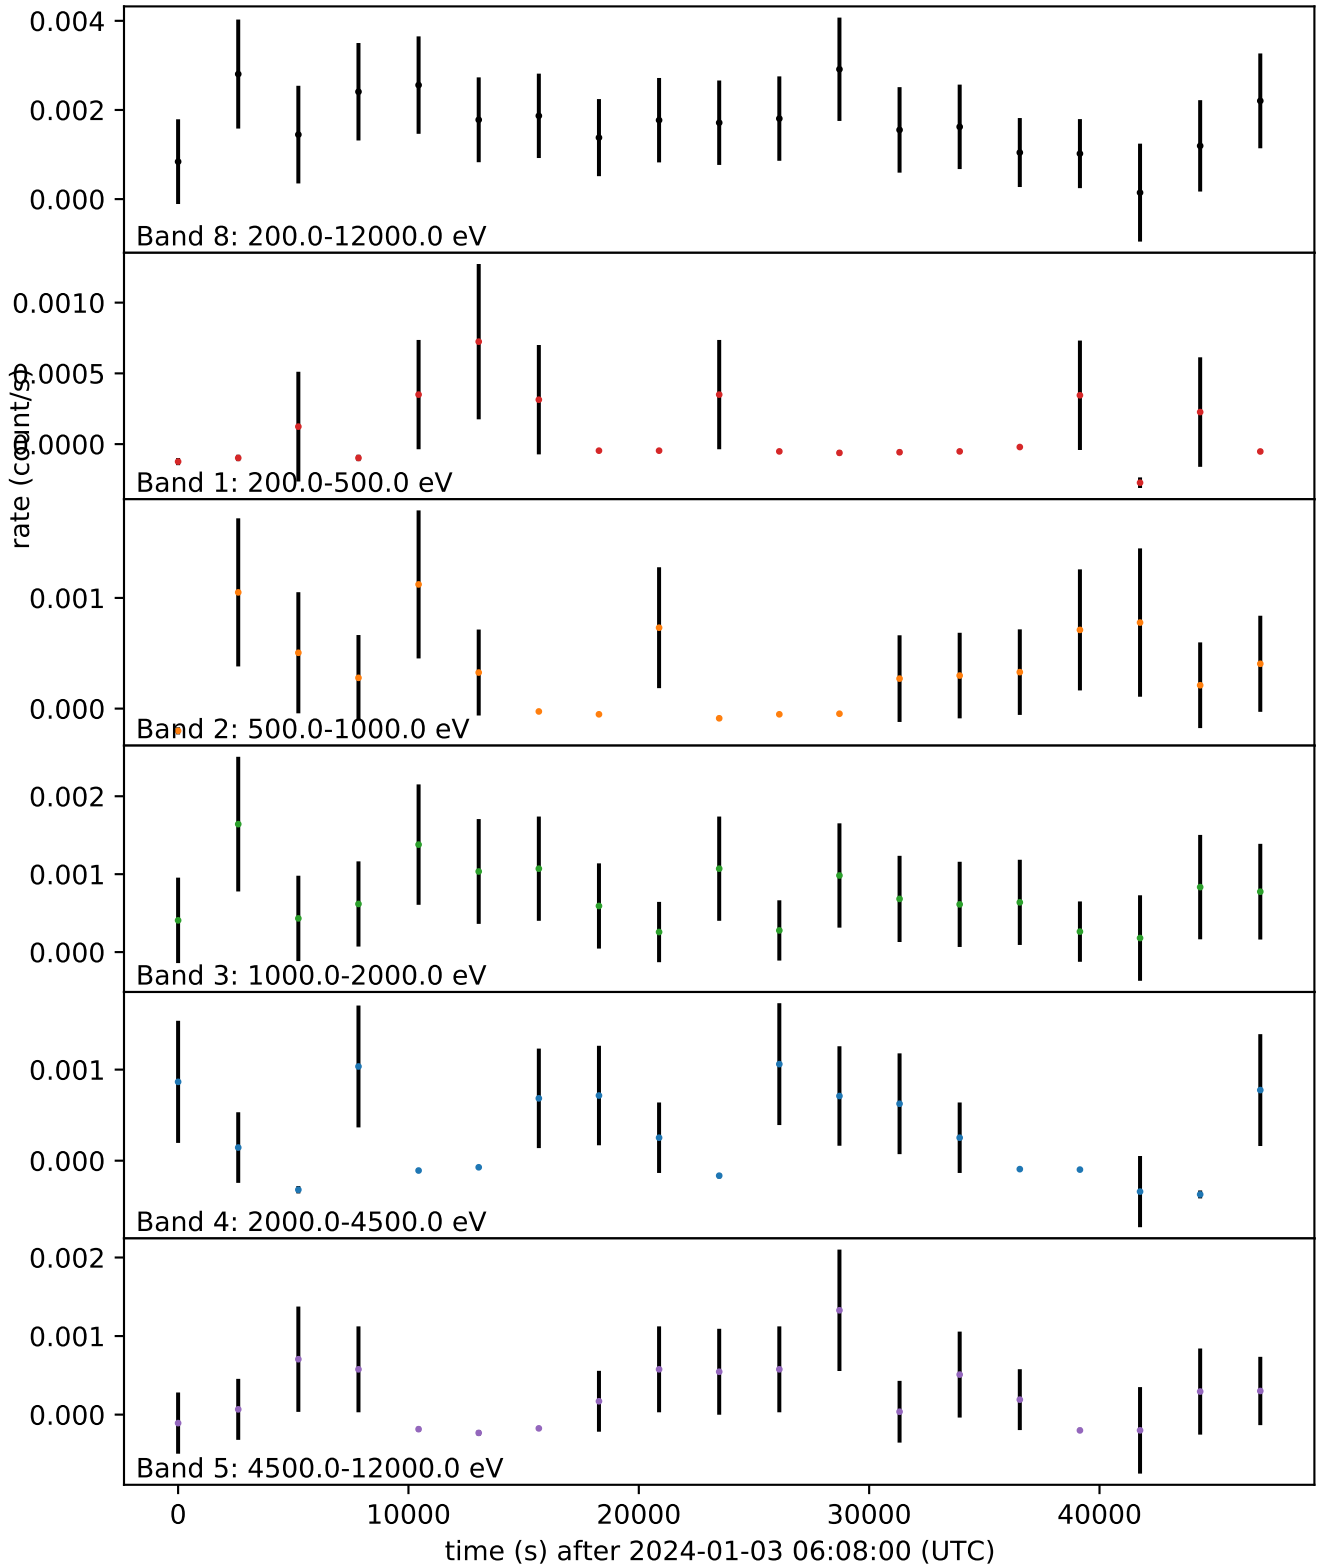 0.004
0.002
0.000
Band 8: 200.0-12000.0 eV
0.0010
0.0005
0.0000
rate (count/s)
Band 1: 200.0-500.0 eV
0.001
0.000
Band 2: 500.0-1000.0 eV
0.002
0.001
0.000
Band 3: 1000.0-2000.0 eV
0.001
0.000
Band 4: 2000.0-4500.0 eV
0.002
0.001
0.000
Band 5: 4500.0-12000.0 eV
0 10000 20000 30000 40000
time (s) after 2024-01-03 06:08:00 (UTC)